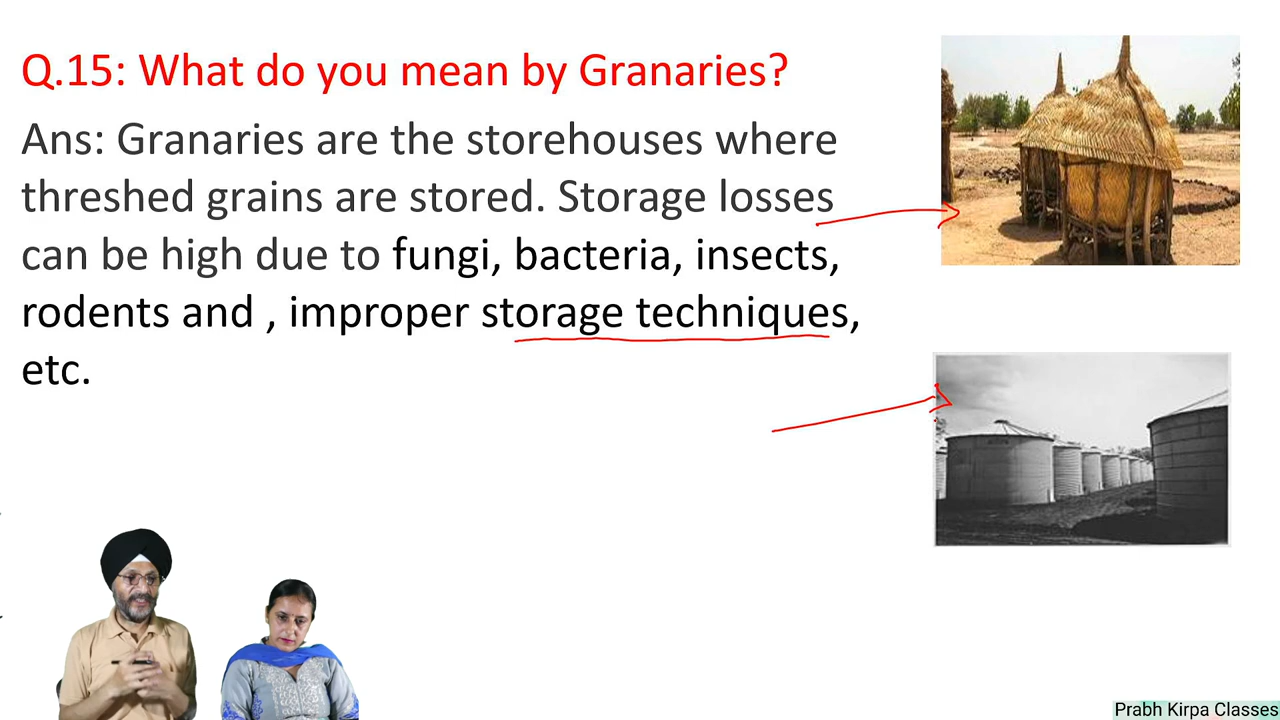 Q.15: What do you mean by Granaries?
Ans: Granaries are the storehouses where
threshed grains are stored. Storage losses
can be high due to fungi, bacteria, insects,
rodents and , improper storage techniques,
etc.
Prabh Kirpa Classes